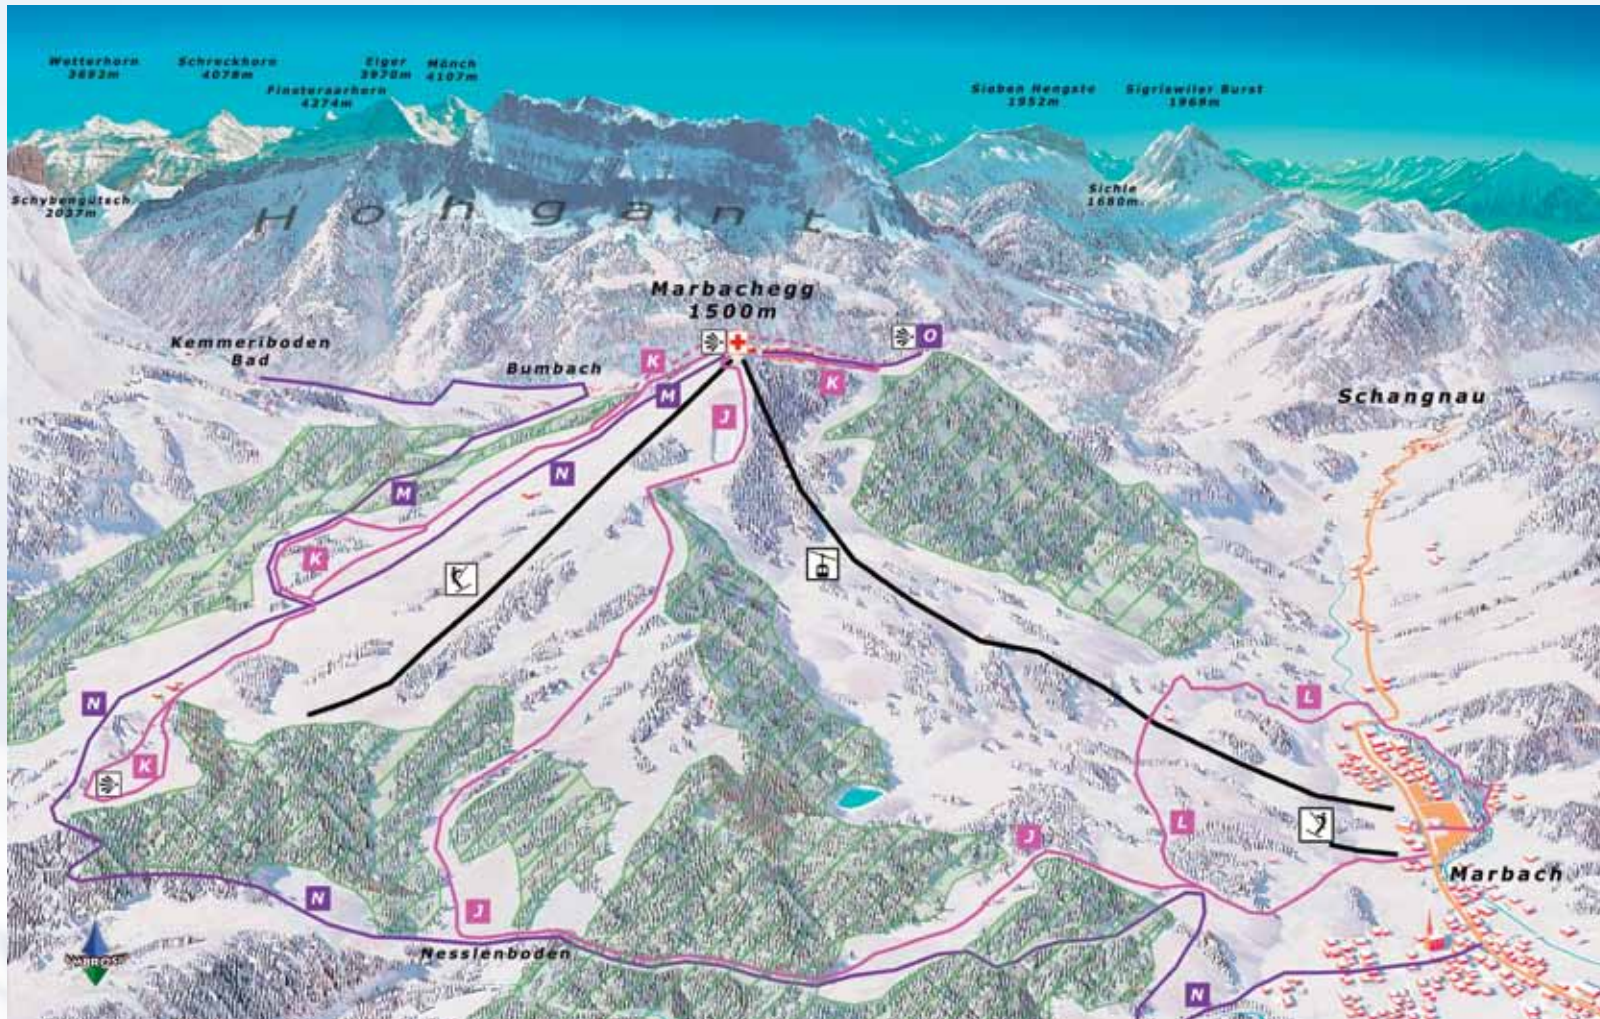 Wetterhorn
3692m
Schreckhorn
4078m
Finsteraarhorn
4274m
Eiger
3970m
Mönch
4107m
Sieben Hengste
1952m
Sigriswiler Burst
1969m
Schybengütsch
2037m
Sichle
1680m
Hohgant
Marbachegg
1500m
Kemmeriboden
Bad
Bumbach
Schangnau
K
O
M
K
J
N
M
K
N
L
K
L
J
N
J
Marbach
Nesslenboden
N